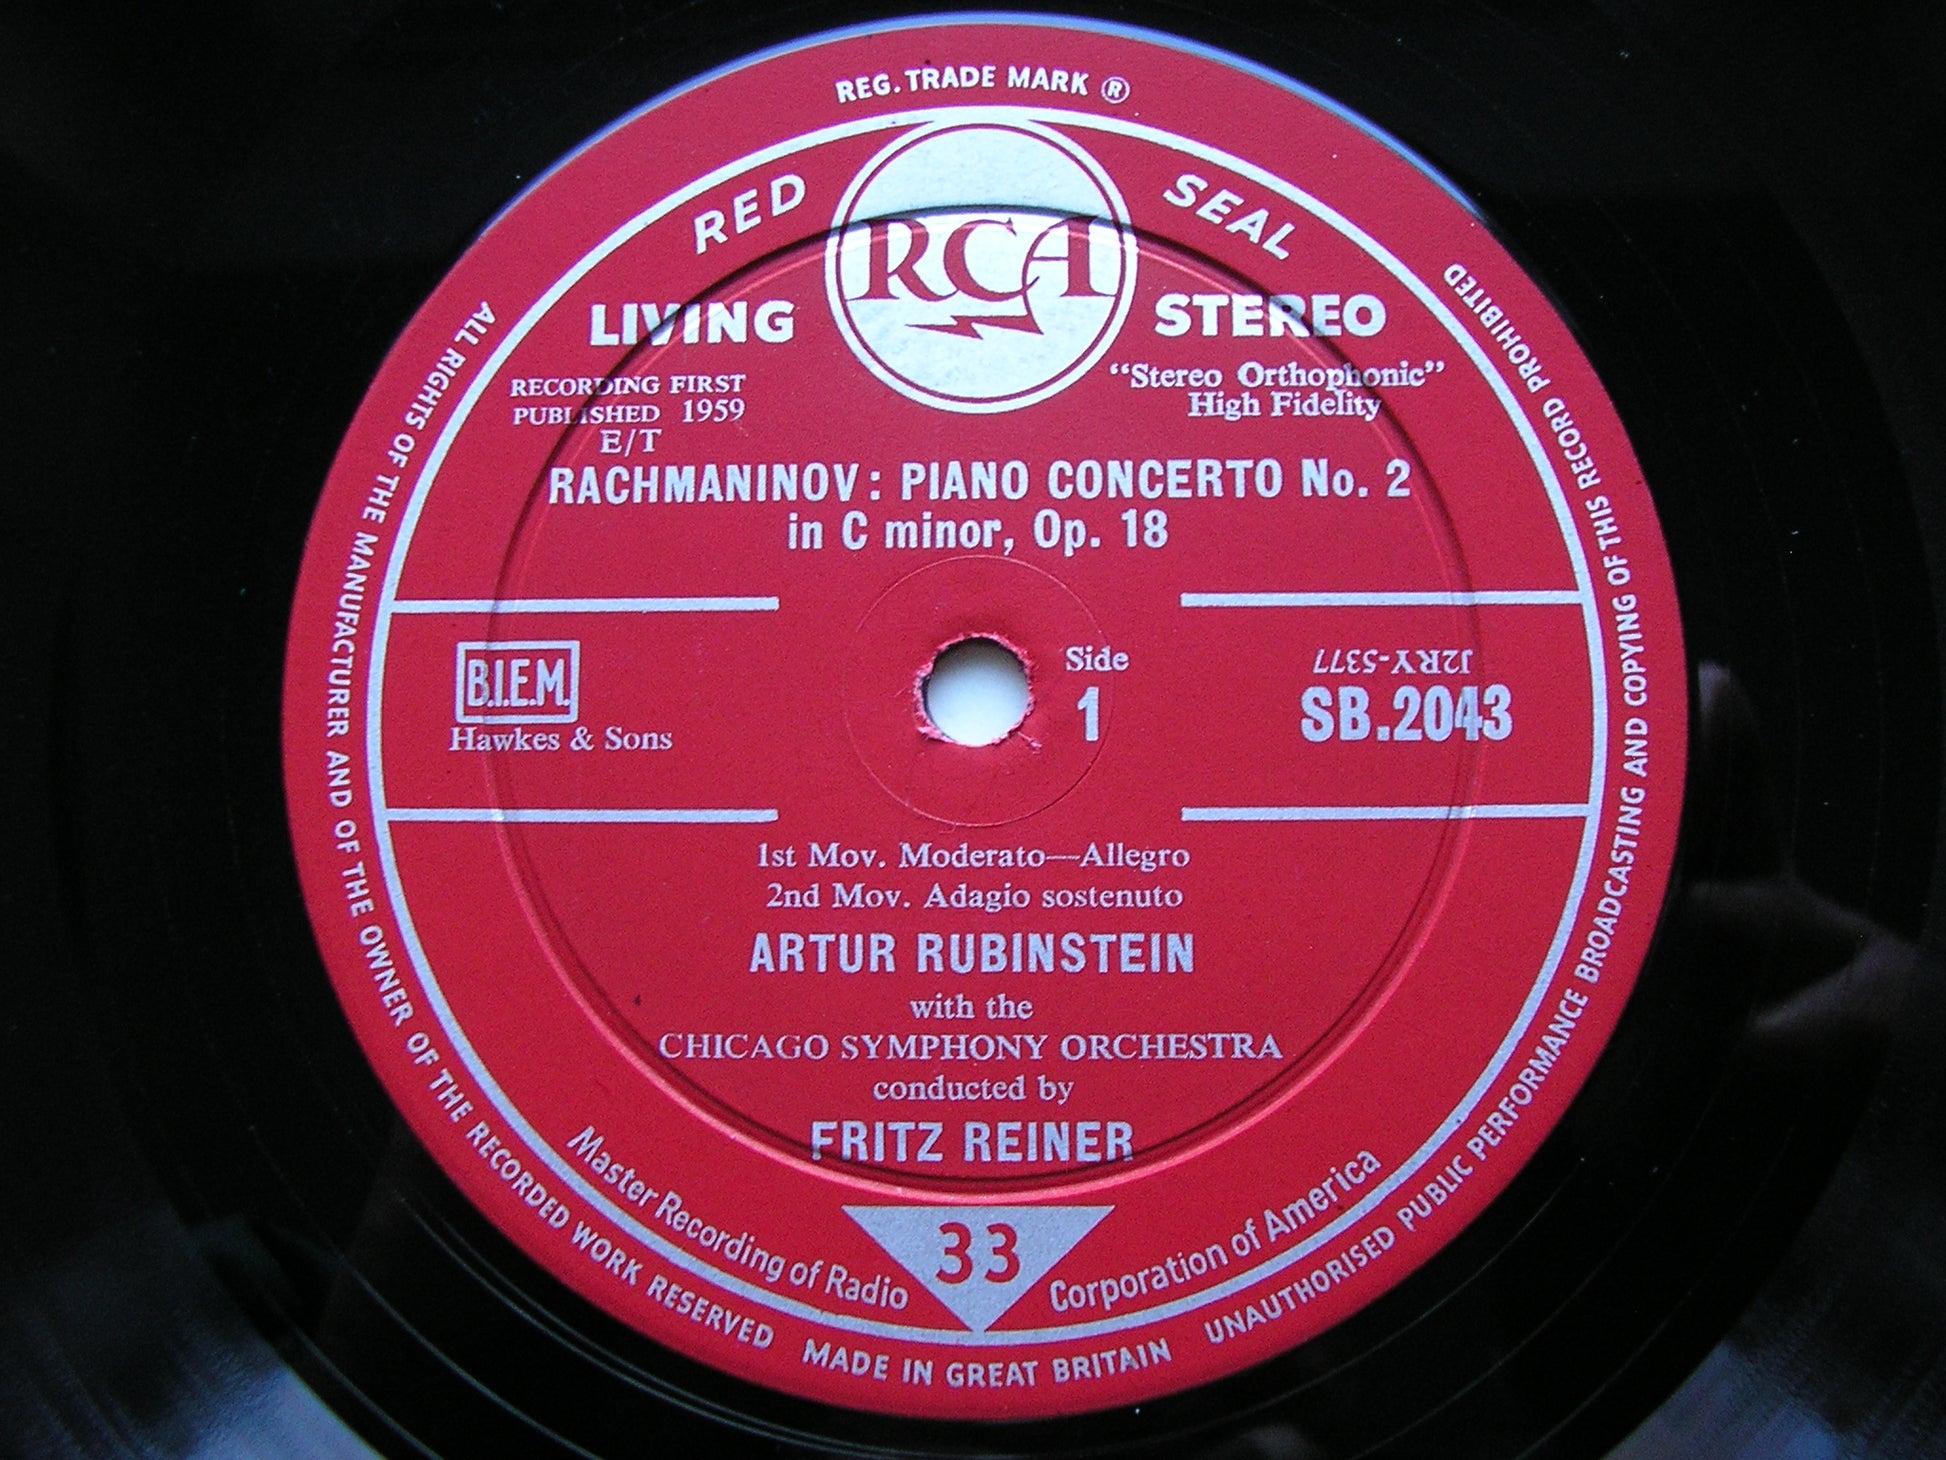 REG. TRADE MARK ®
RED SEAL
RCA
LIVING STEREO
RECORDING FIRST
PUBLISHED 1959
E/T
"Stereo Orthophonic"
High Fidelity
RACHMANINOV: PIANO CONCERTO No. 2
in C minor, Op. 18
B.I.E.M.
Hawkes & Sons
Side
1
J2RY-5377
SB.2043
1st Mov. Moderato—Allegro
2nd Mov. Adagio sostenuto
ARTUR RUBINSTEIN
with the
CHICAGO SYMPHONY ORCHESTRA
conducted by
FRITZ REINER
33
Master Recording of Radio Corporation of America
ALL RIGHTS OF THE MANUFACTURER AND OF THE OWNER OF THE RECORDED WORK RESERVED
MADE IN GREAT BRITAIN
UNAUTHORISED PUBLIC PERFORMANCE BROADCASTING AND COPYING OF THIS RECORD PROHIBITED